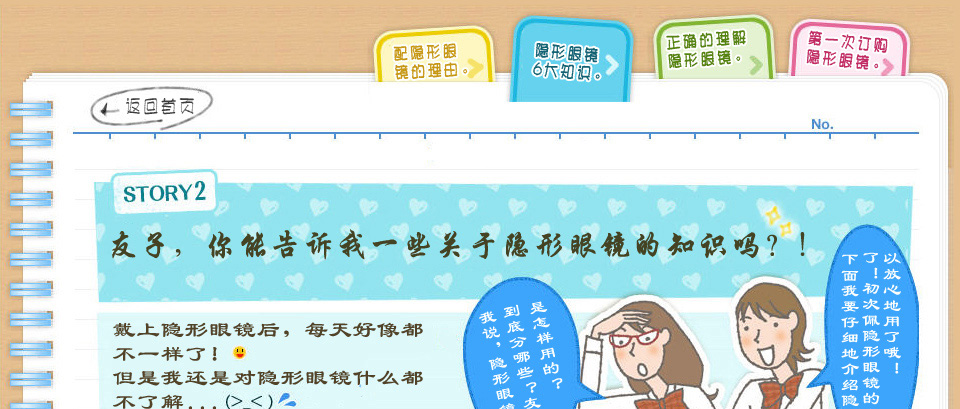 配隐形眼
镜的理由。
隐形眼镜
6大知识。
正确的理解
隐形眼镜。
第一次订购
隐形眼镜。
返回首页
No.
STORY2
友子，你能告诉我一些关于隐形眼镜的知识吗？！
戴上隐形眼镜后，每天好像都
不一样了！
但是我还是对隐形眼镜什么都
不了解...(>_<)
是怎样用的？
到底分哪些？友
我说，隐形眼镜
以放心地用了哦！
了！初次佩隐形眼镜的
下面我要仔细地介绍隐